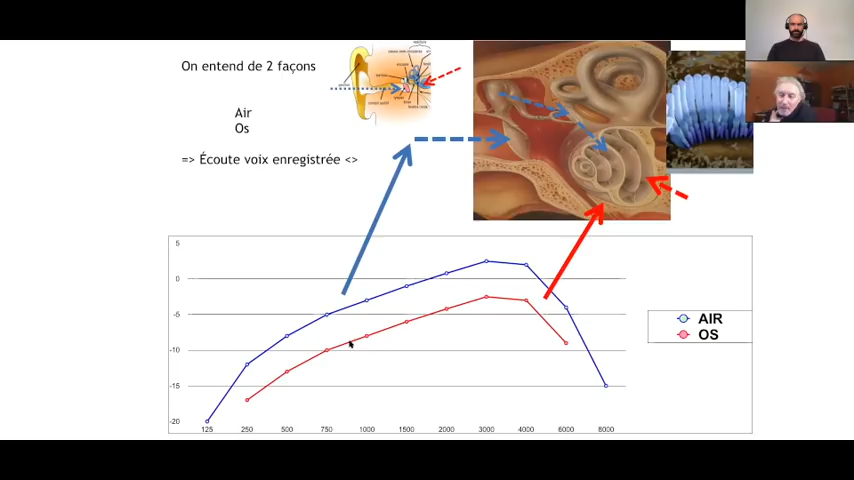 On entend de 2 façons
Air
Os
=> Écoute voix enregistrée <>
5
0
-5
-10
-15
-20
125 250 500 750 1000 1500 2000 3000 4000 6000 8000
AIR
OS